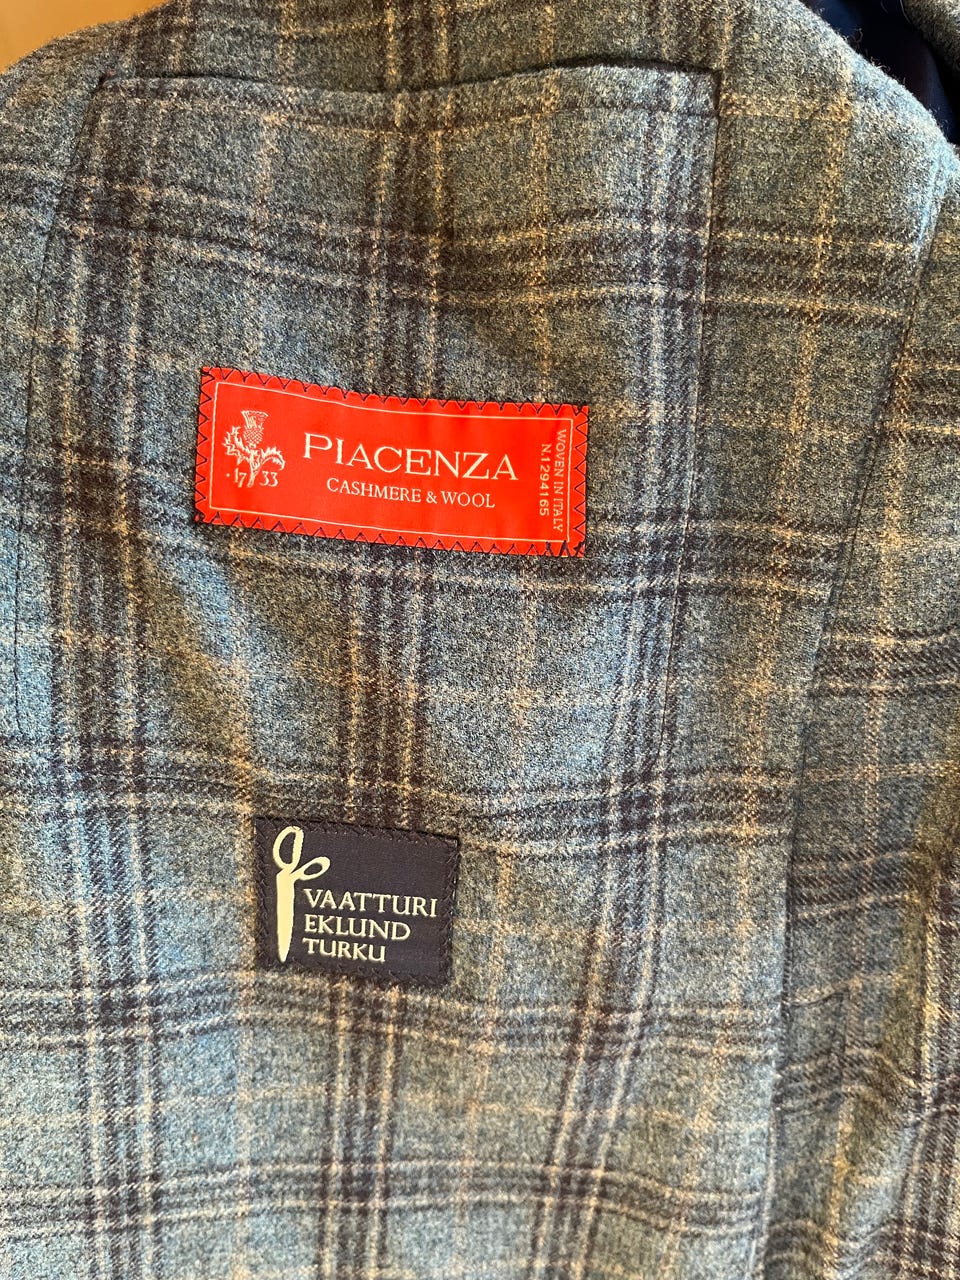 PIACENZA
CASHMERE & WOOL
·1733
WOVEN IN ITALY
N.1294165
VAATTURI
EKLUND
TURKU